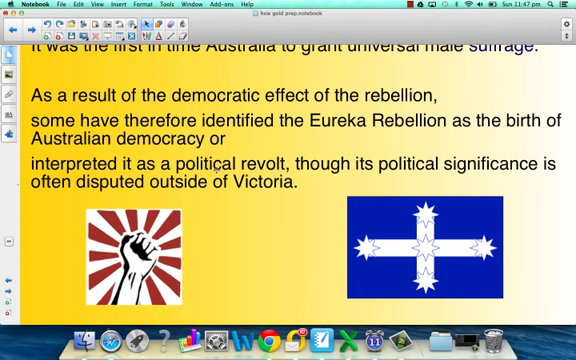 Notebook File Edit View Insert Format Tools Window Add-ons Help Sun 11:47 pm
hsie gold prep.notebook
It was the first in time Australia to grant universal male suffrage.
As a result of the democratic effect of the rebellion,
some have therefore identified the Eureka Rebellion as the birth of
Australian democracy or
interpreted it as a political revolt, though its political significance is
often disputed outside of Victoria.